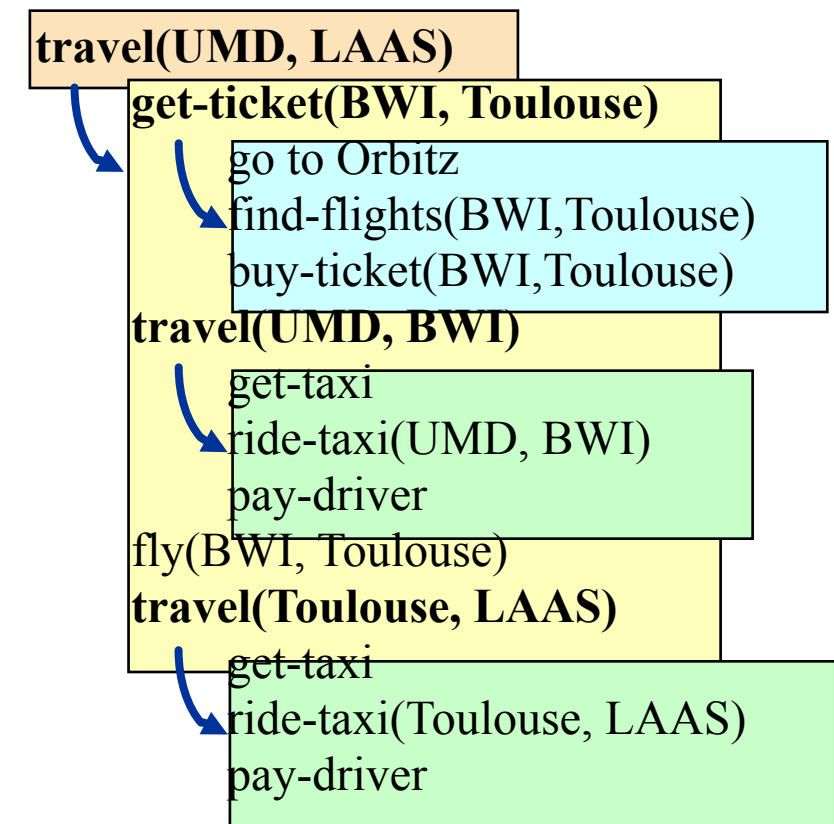 travel(UMD, LAAS)
get-ticket(BWI, Toulouse)
go to Orbitz
find-flights(BWI,Toulouse)
buy-ticket(BWI,Toulouse)
travel(UMD, BWI)
get-taxi
ride-taxi(UMD, BWI)
pay-driver
fly(BWI, Toulouse)
travel(Toulouse, LAAS)
get-taxi
ride-taxi(Toulouse, LAAS)
pay-driver